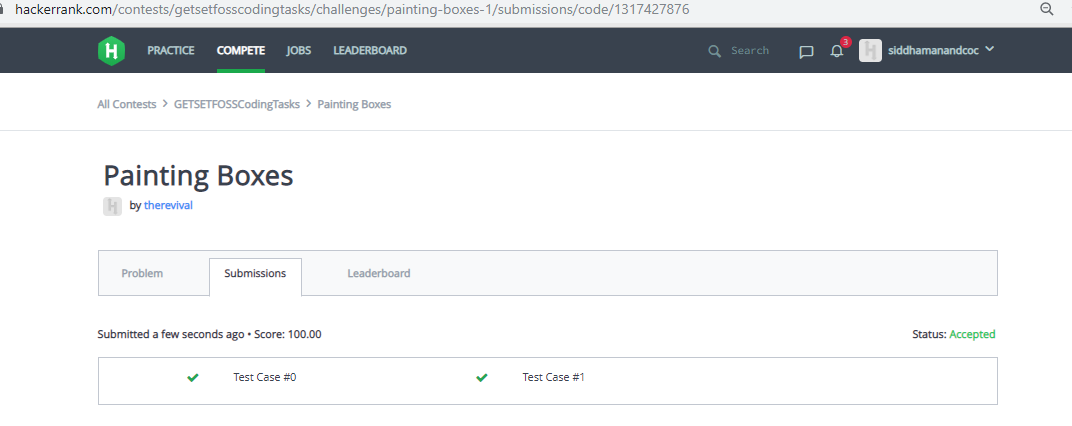 hackerrank.com/contests/getsetfosscodingtasks/challenges/painting-boxes-1/submissions/code/1317427876
H PRACTICE COMPETE JOBS LEADERBOARD Search 3 H siddhamanandcoc
All Contests > GETSETFOSSCodingTasks > Painting Boxes
Painting Boxes
H by therevival
Problem Submissions Leaderboard
Submitted a few seconds ago • Score: 100.00 Status: Accepted
Test Case #0 Test Case #1